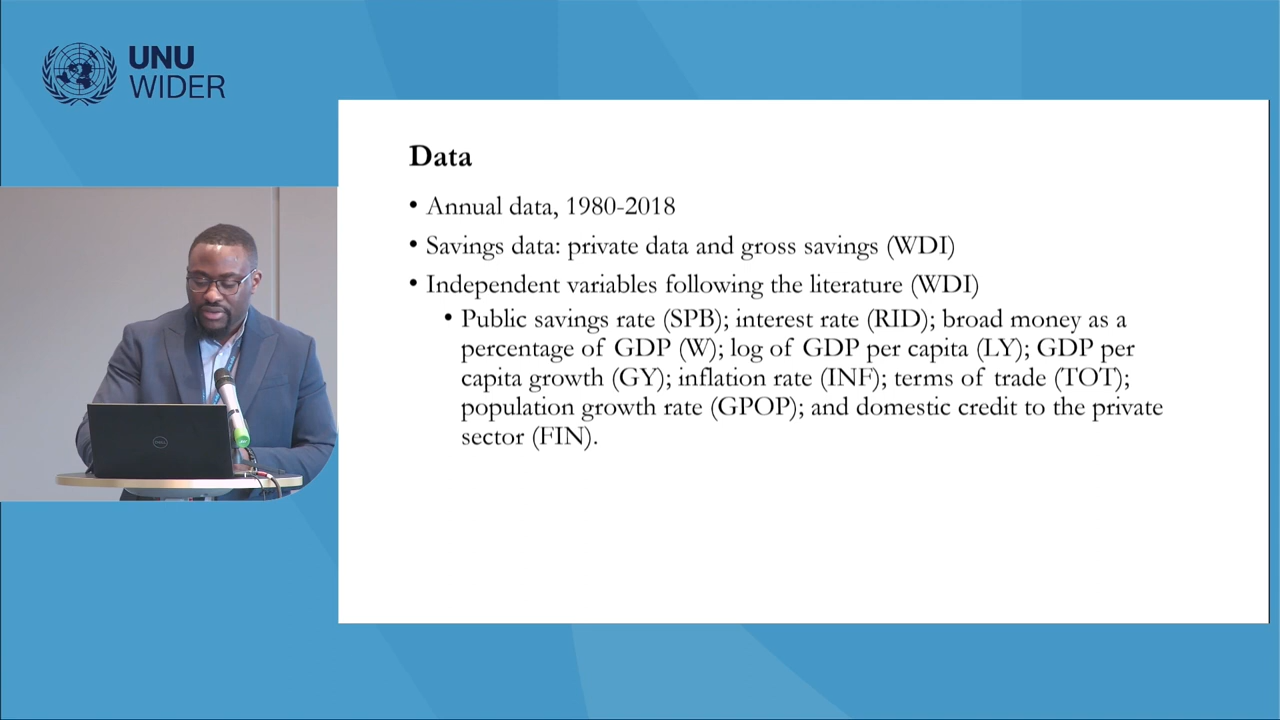 UNU
WIDER
Data
• Annual data, 1980-2018
• Savings data: private data and gross savings (WDI)
• Independent variables following the literature (WDI)
• Public savings rate (SPB); interest rate (RID); broad money as a
percentage of GDP (W); log of GDP per capita (LY); GDP per
capita growth (GY); inflation rate (INF); terms of trade (TOT);
population growth rate (GPOP); and domestic credit to the private
sector (FIN).
DELL